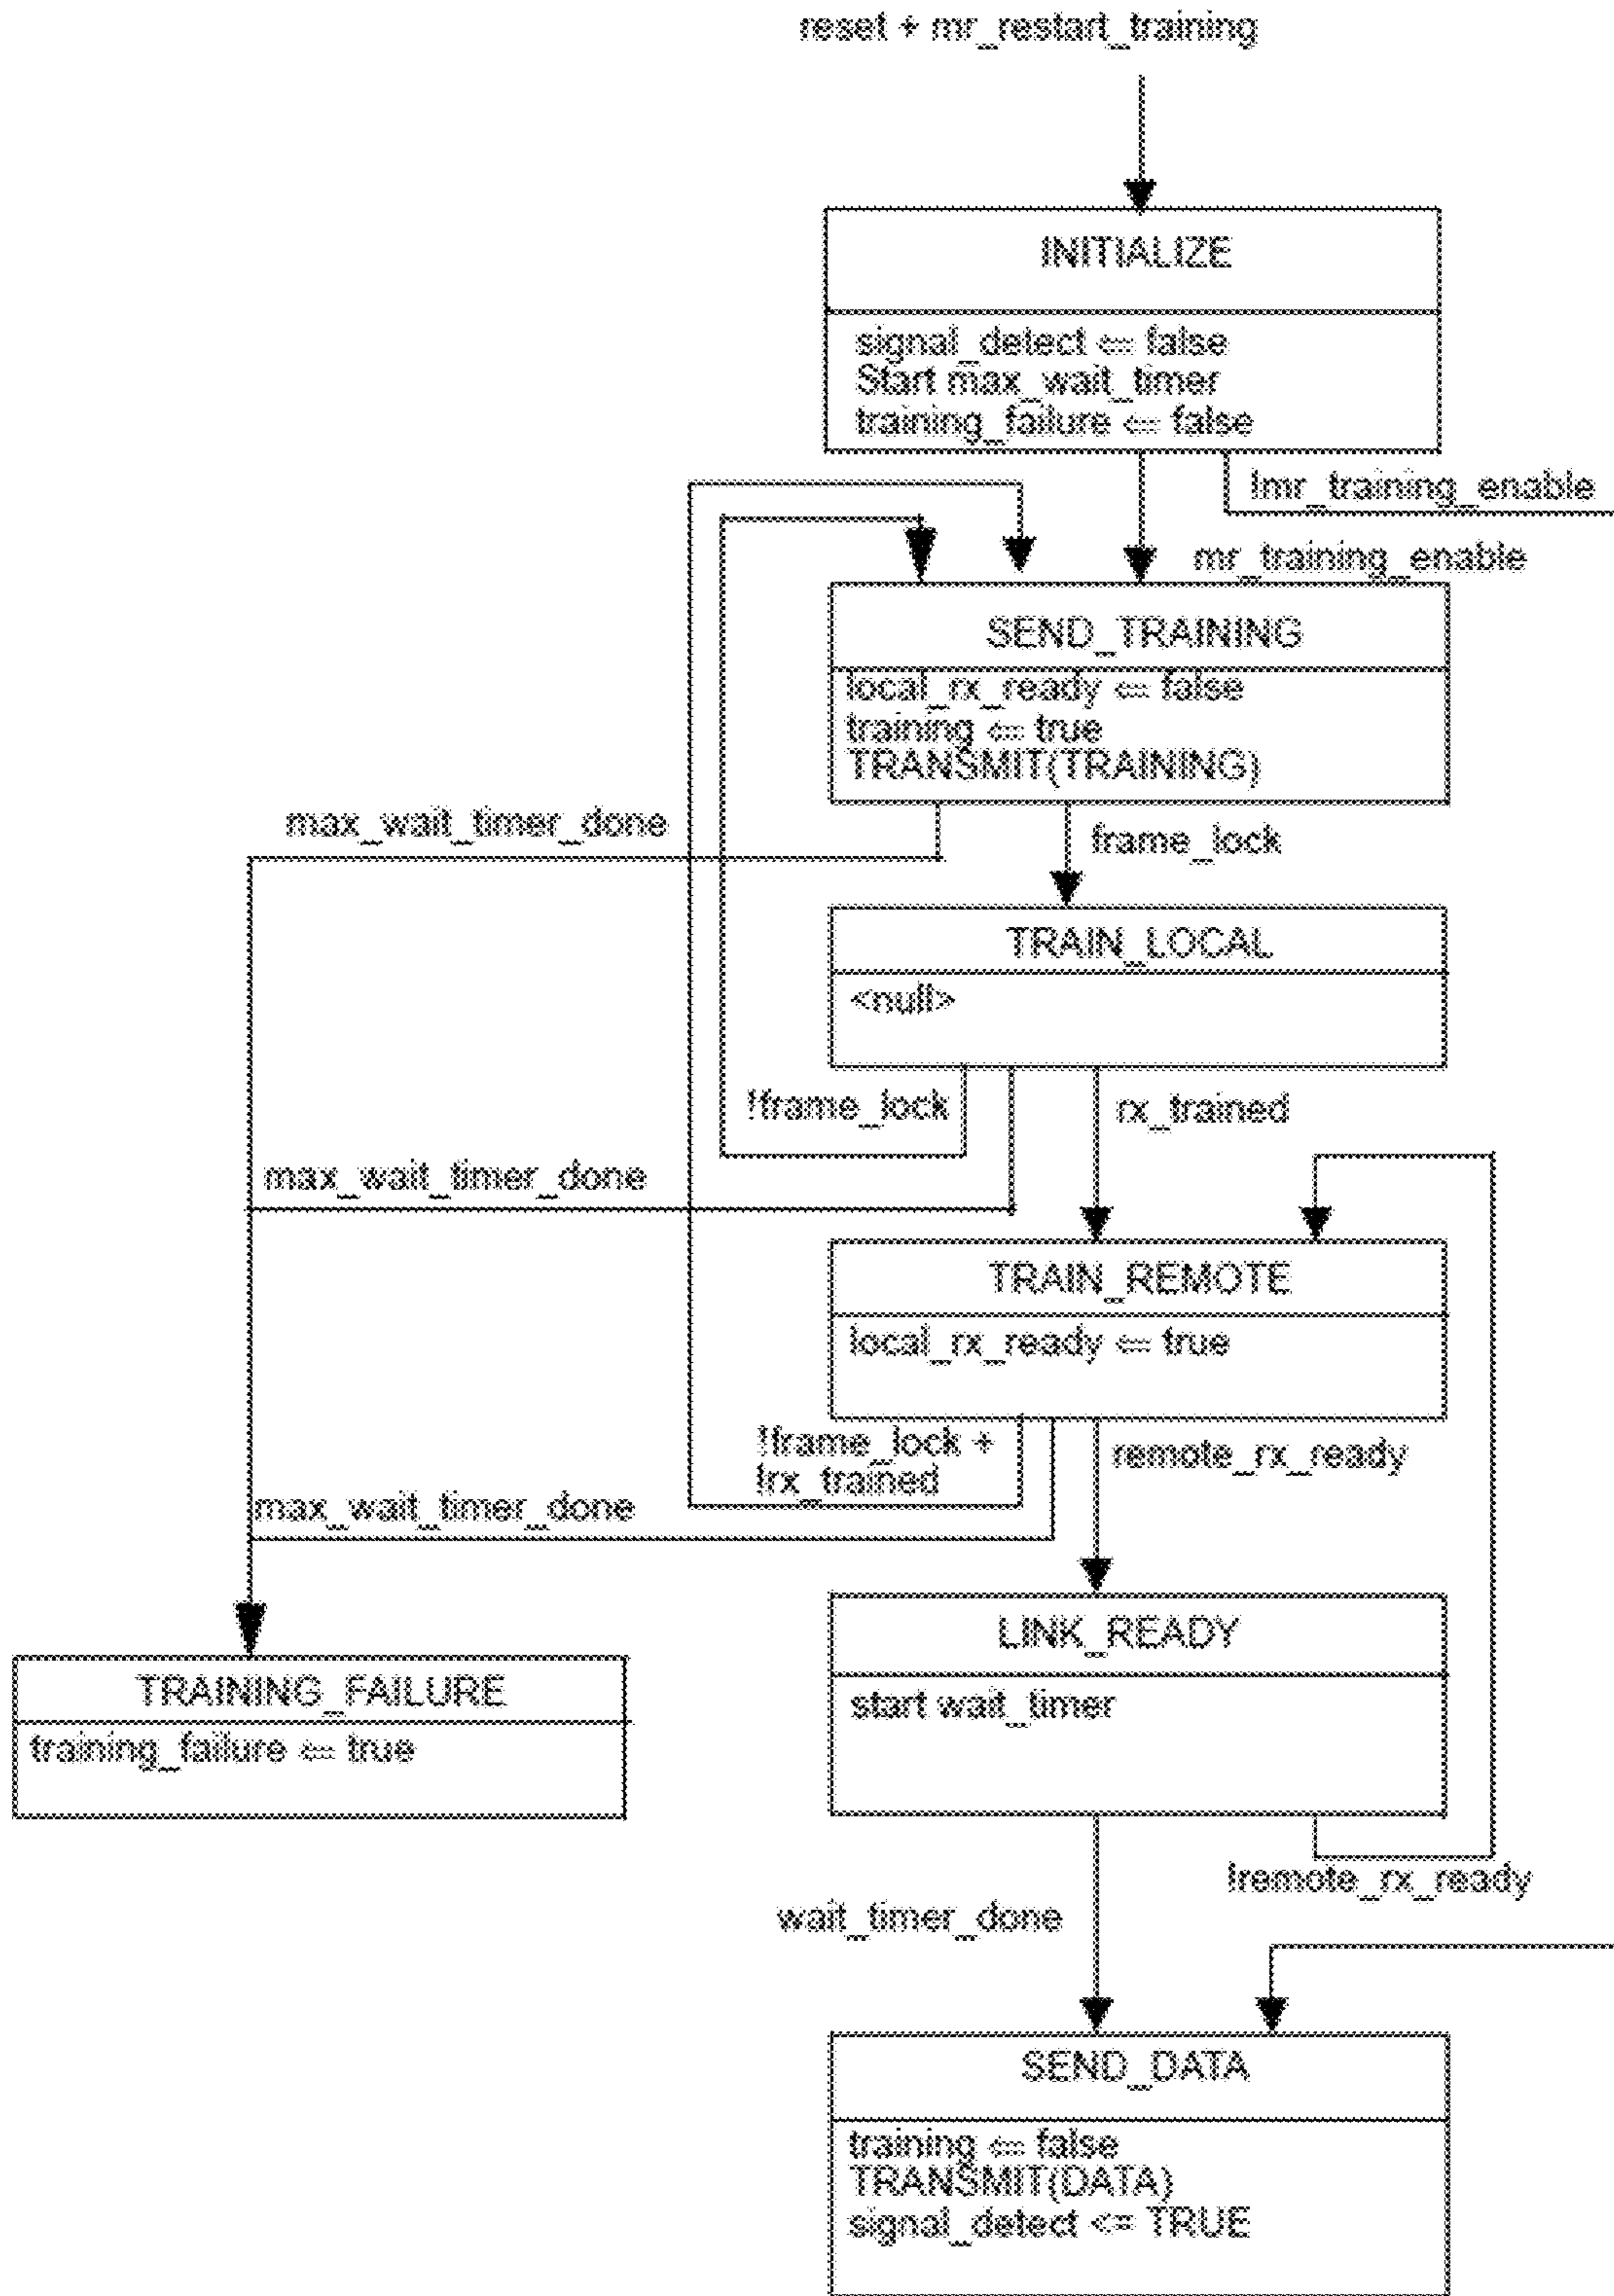 reset + mr_restart_training
INITIALIZE
signal_detect ⇐ false
Start max_wait_timer
training_failure ⇐ false
!mr_training_enable
mr_training_enable
SEND_TRAINING
local_rx_ready ⇐ false
training ⇐ true
TRANSMIT(TRAINING)
max_wait_timer_done
frame_lock
TRAIN_LOCAL
<null>
!frame_lock
rx_trained
max_wait_timer_done
TRAIN_REMOTE
local_rx_ready ⇐ true
!frame_lock +
!rx_trained
remote_rx_ready
max_wait_timer_done
LINK_READY
start wait_timer
TRAINING_FAILURE
training_failure ⇐ true
!remote_rx_ready
wait_timer_done
SEND_DATA
training ⇐ false
TRANSMIT(DATA)
signal_detect <= TRUE